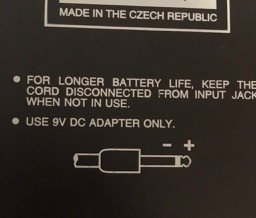 MADE IN THE CZECH REPUBLIC
● FOR LONGER BATTERY LIFE, KEEP THE
CORD DISCONNECTED FROM INPUT JACK
WHEN NOT IN USE.
● USE 9V DC ADAPTER ONLY.
- +